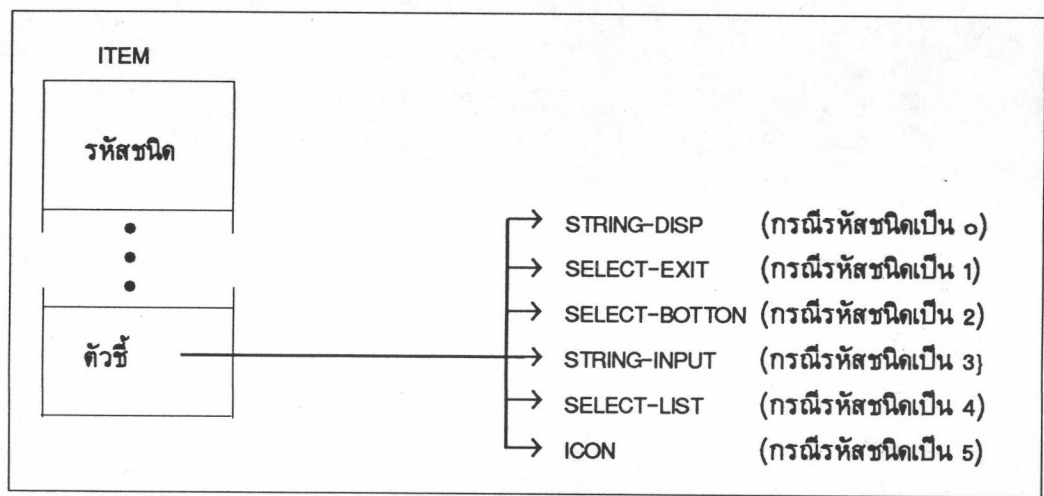 ITEM
รหัสชนิด
STRING-DISP (กรณีรหัสชนิดเป็น ๐)
SELECT-EXIT (กรณีรหัสชนิดเป็น 1)
SELECT-BOTTON (กรณีรหัสชนิดเป็น 2)
ตัวชี้ STRING-INPUT (กรณีรหัสชนิดเป็น 3}
SELECT-LIST (กรณีรหัสชนิดเป็น 4)
ICON (กรณีรหัสชนิดเป็น 5)